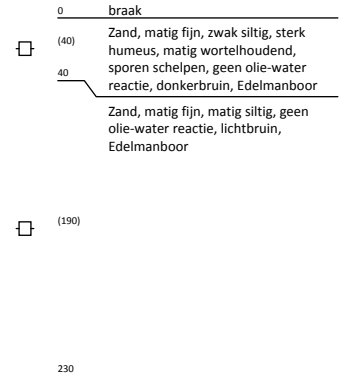 0 braak
(40) Zand, matig fijn, zwak siltig, sterk
humeus, matig wortelhoudend,
sporen schelpen, geen olie-water
40 reactie, donkerbruin, Edelmanboor
Zand, matig fijn, matig siltig, geen
olie-water reactie, lichtbruin,
Edelmanboor
(190)
230